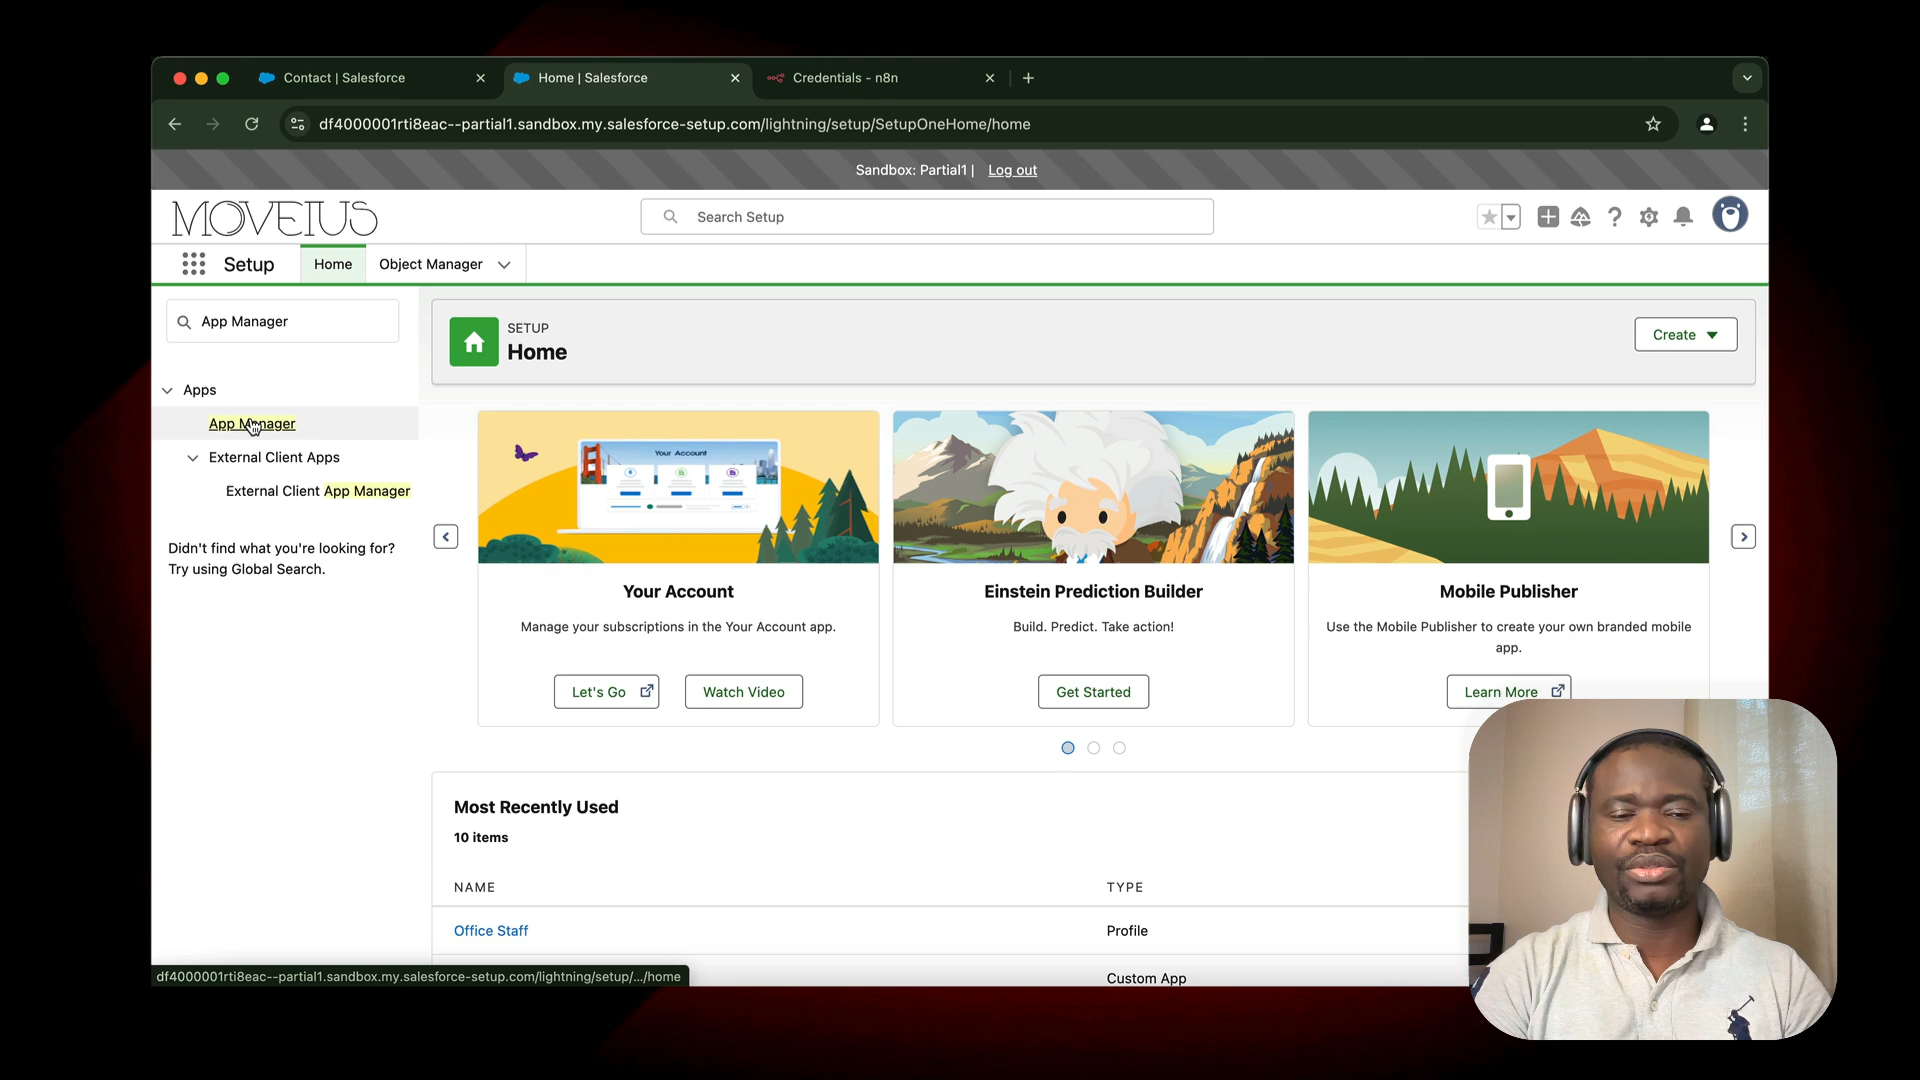 Contact | Salesforce
Home | Salesforce
Credentials - n8n
df4000001rti8eac--partial1.sandbox.my.salesforce-setup.com/lightning/setup/SetupOneHome/home
Sandbox: Partial1 | Log out
MOVEIUS
Search Setup
Setup
Home
Object Manager
App Manager
SETUP
Home
Create
Apps
App Manager
External Client Apps
External Client App Manager
Didn't find what you're looking for?
Try using Global Search.
Your Account
Your Account
Manage your subscriptions in the Your Account app.
Let's Go
Watch Video
Einstein Prediction Builder
Build. Predict. Take action!
Get Started
Mobile Publisher
Use the Mobile Publisher to create your own branded mobile
app.
Learn More
Most Recently Used
10 items
NAME
TYPE
Office Staff
Profile
Custom App
df4000001rti8eac--partial1.sandbox.my.salesforce-setup.com/lightning/setup/.../home